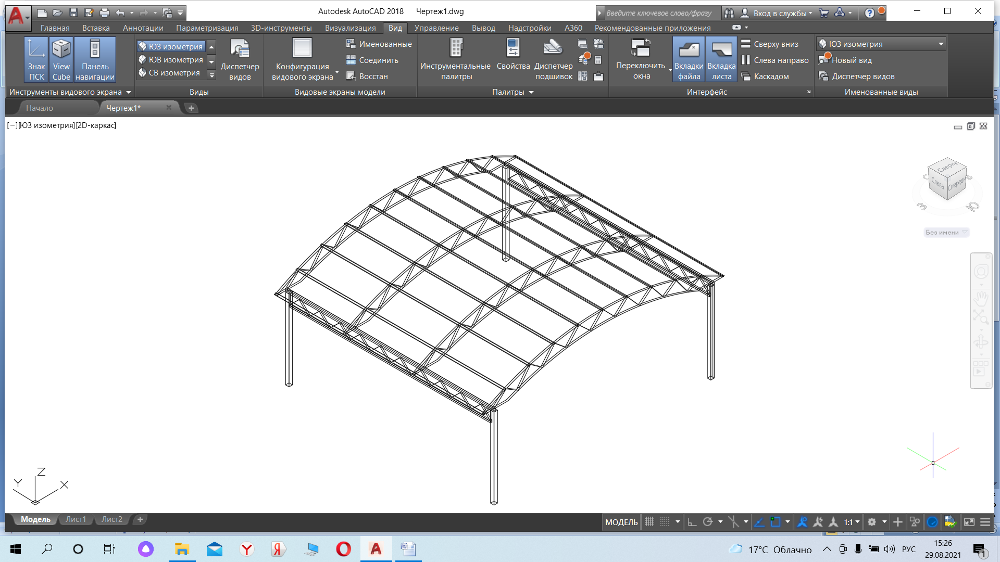 Autodesk AutoCAD 2018 Чертеж1.dwg
Введите ключевое слово/фразу
Вход в службы
Главная Вставка Аннотации Параметризация 3D-инструменты Визуализация Вид Управление Вывод Надстройки A360 Рекомендованные приложения
Знак ПСК
View Cube
Панель навигации
Инструменты видового экрана
ЮЗ изометрия
ЮВ изометрия
СВ изометрия
Диспетчер видов
Виды
Конфигурация видового экрана
Именованные
Соединить
Восстан
Видовые экраны модели
Инструментальные палитры
Свойства
Диспетчер подшивок
Палитры
Переключить окна
Вкладки файла
Вкладка листа
Сверху вниз
Слева направо
Каскадом
Интерфейс
ЮЗ изометрия
Новый вид
Диспетчер видов
Именованные виды
Начало
Чертеж1*
[−][ЮЗ изометрия][2D-каркас]
Сверху
Слева
Спереди
С
В
З
Ю
Без имени
Z
Y
X
Модель Лист1 Лист2
МОДЕЛЬ
1:1
17°C Облачно
РУС
15:26
29.08.2021
1